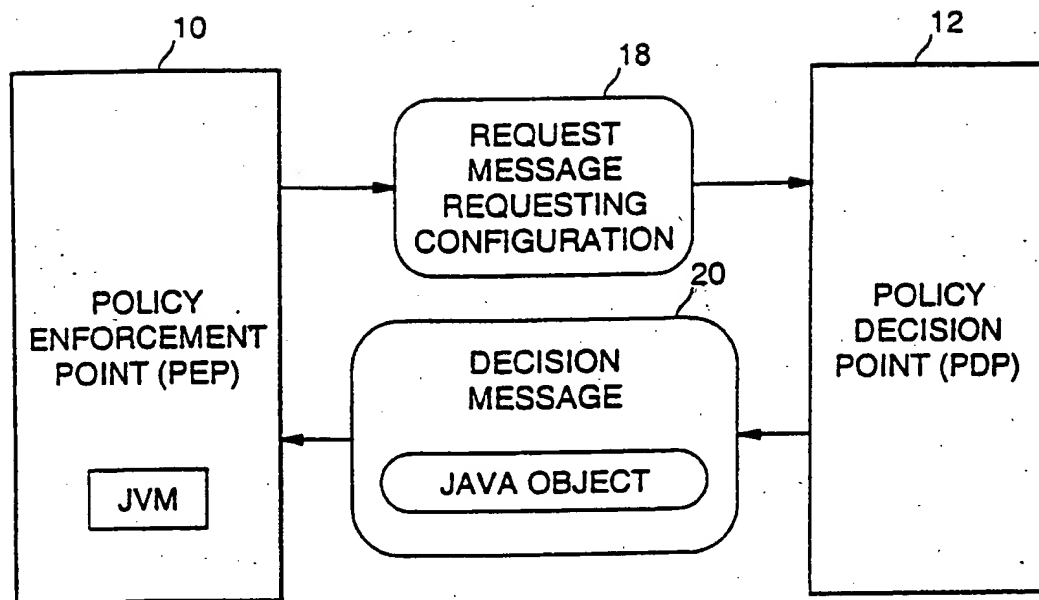 10
12
18
REQUEST
MESSAGE
REQUESTING
CONFIGURATION
20
POLICY
ENFORCEMENT
POINT (PEP)
JVM
DECISION
MESSAGE
JAVA OBJECT
POLICY
DECISION
POINT (PDP)